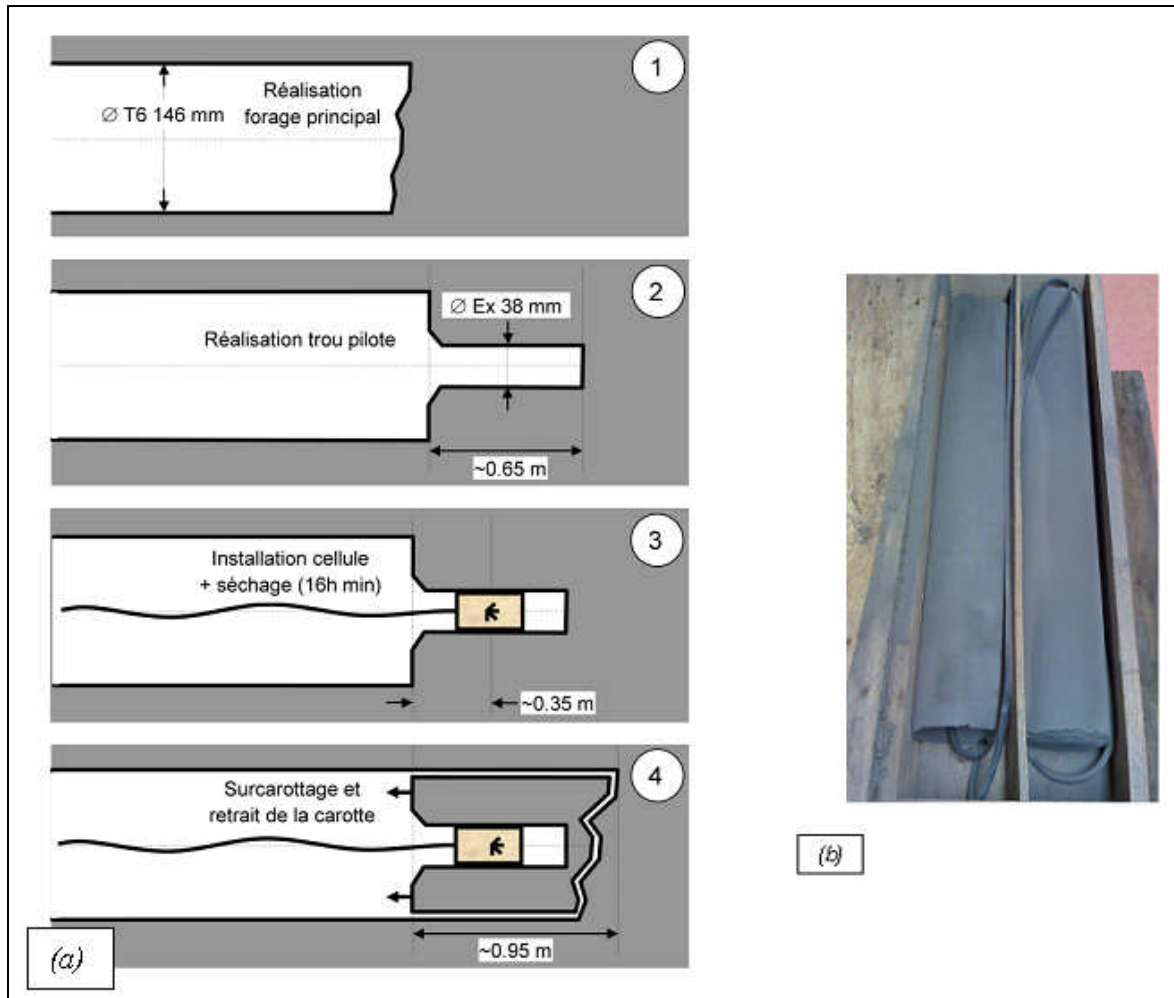 1
Réalisation
forage principal
∅ T6 146 mm
2
∅ Ex 38 mm
Réalisation trou pilote
~0.65 m
3
Installation cellule
+ séchage (16h min)
~0.35 m
4
Surcarottage et
retrait de la carotte
~0.95 m
(a)
(b)